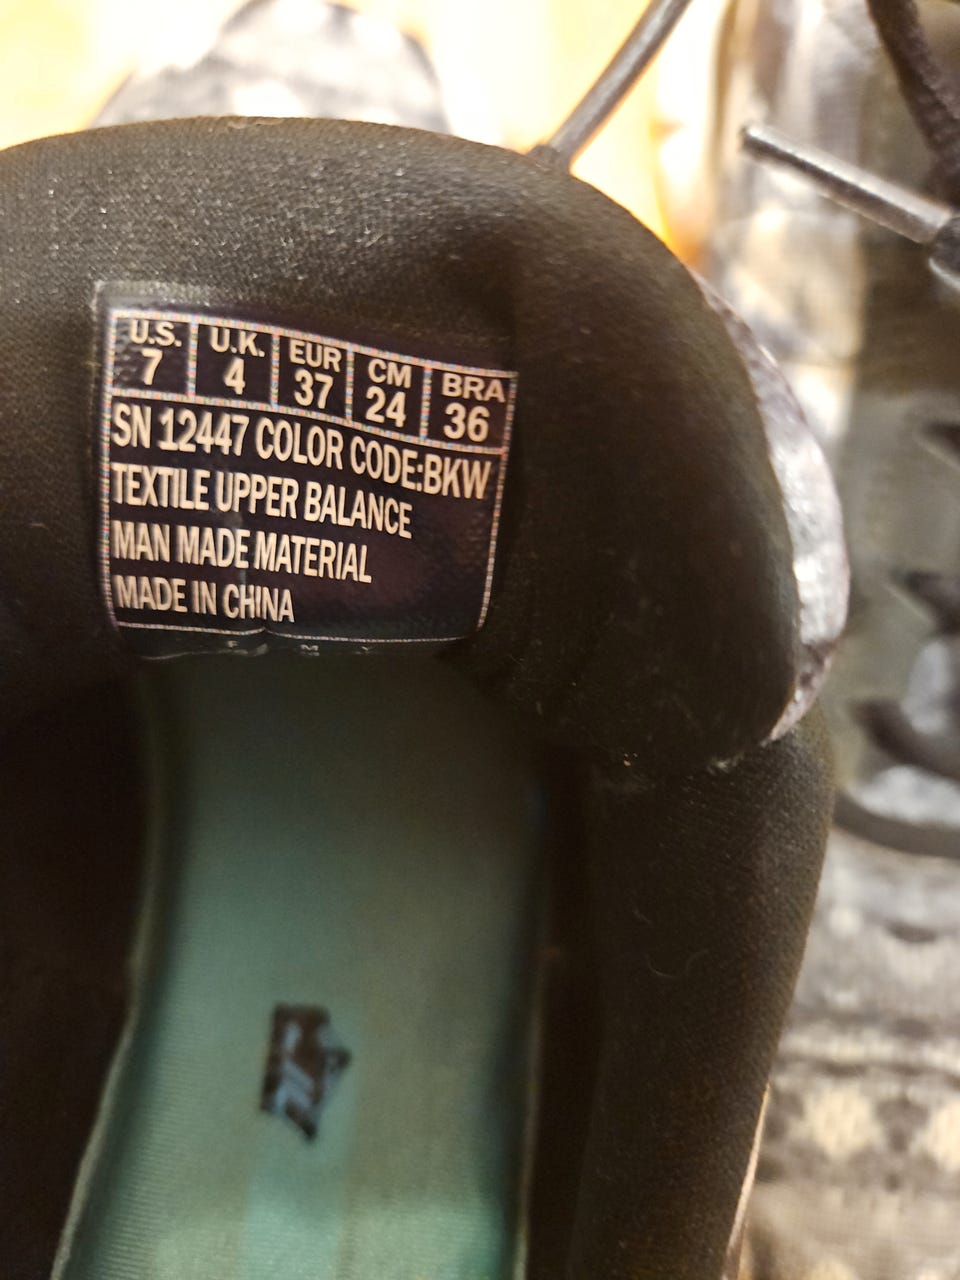 U.S. U.K. EUR CM BRA
7 4 37 24 36
SN 12447 COLOR CODE:BKW
TEXTILE UPPER BALANCE
MAN MADE MATERIAL
MADE IN CHINA